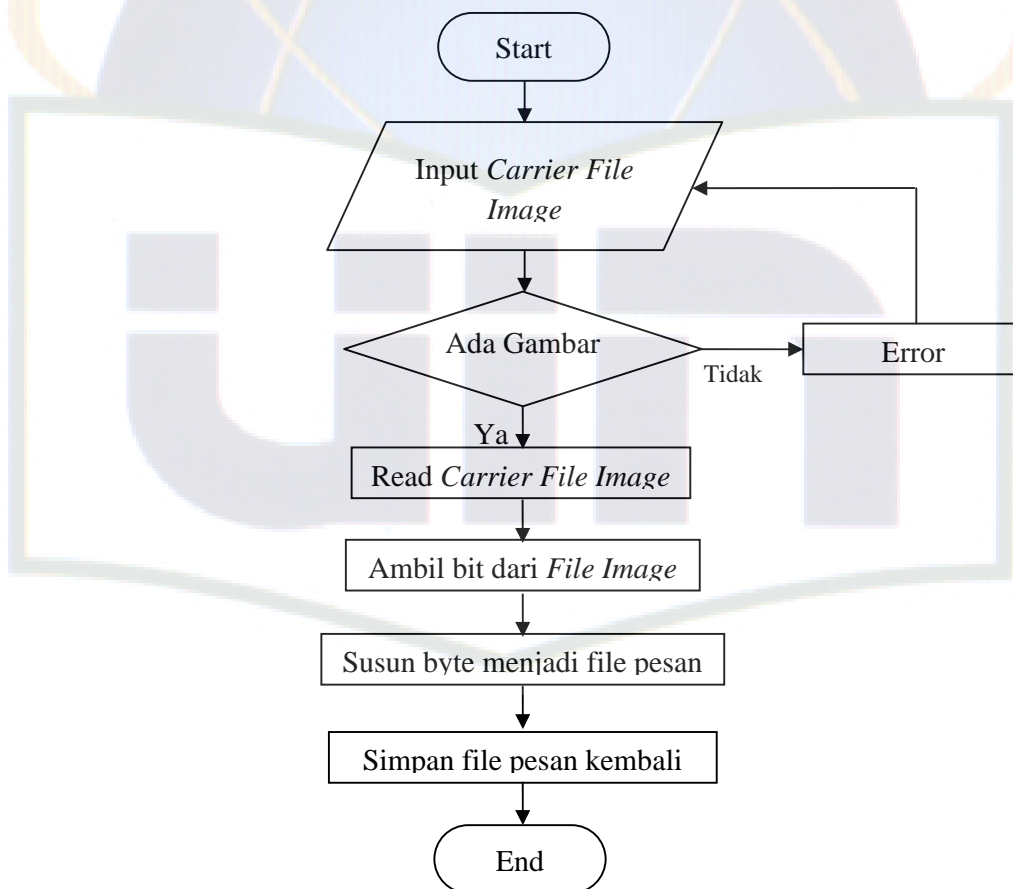 Start
Input Carrier File
Image
Ada Gambar
Tidak
Error
Ya
Read Carrier File Image
Ambil bit dari File Image
Susun byte menjadi file pesan
Simpan file pesan kembali
End